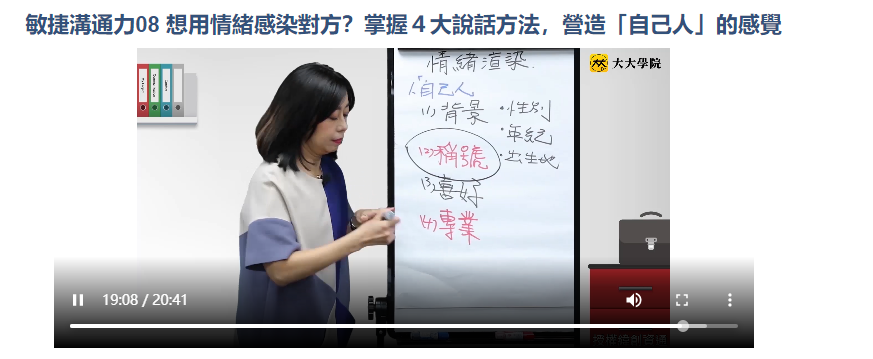 敏捷溝通力08 想用情緒感染對方？掌握４大說話方法，營造「自己人」的感覺
大大學院
情緒渲染.
1.「自己人
(1)背景 •性別
•年紀
(2)稱號 •出生地
(3)喜好
(4)專業
19:08 / 20:41